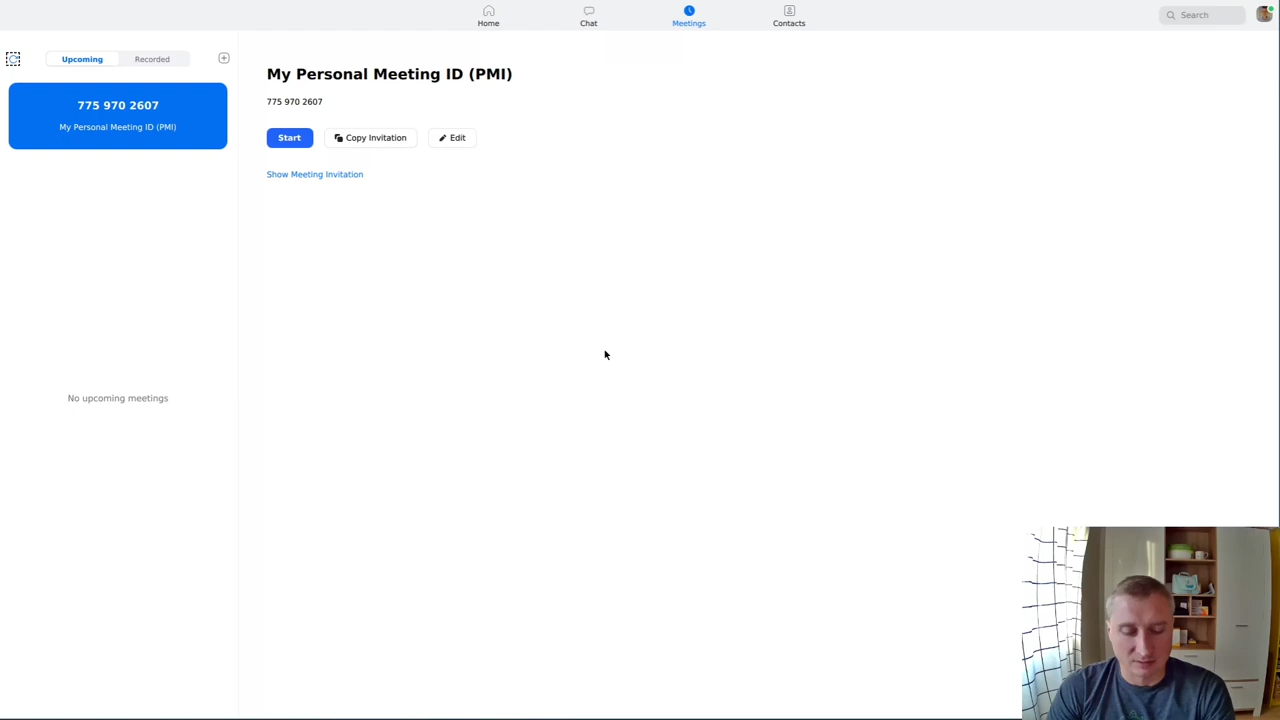 Home
Chat
Meetings
Contacts
Search
Upcoming
Recorded
775 970 2607
My Personal Meeting ID (PMI)
No upcoming meetings
My Personal Meeting ID (PMI)
775 970 2607
Start
Copy Invitation
Edit
Show Meeting Invitation